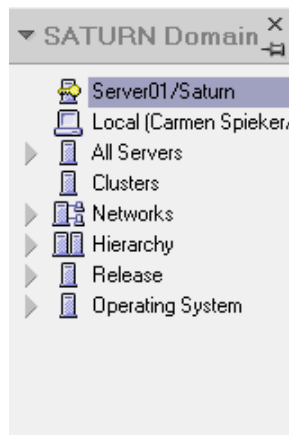 SATURN Domain
Server01/Saturn
Local (Carmen Spieker/
All Servers
Clusters
Networks
Hierarchy
Release
Operating System